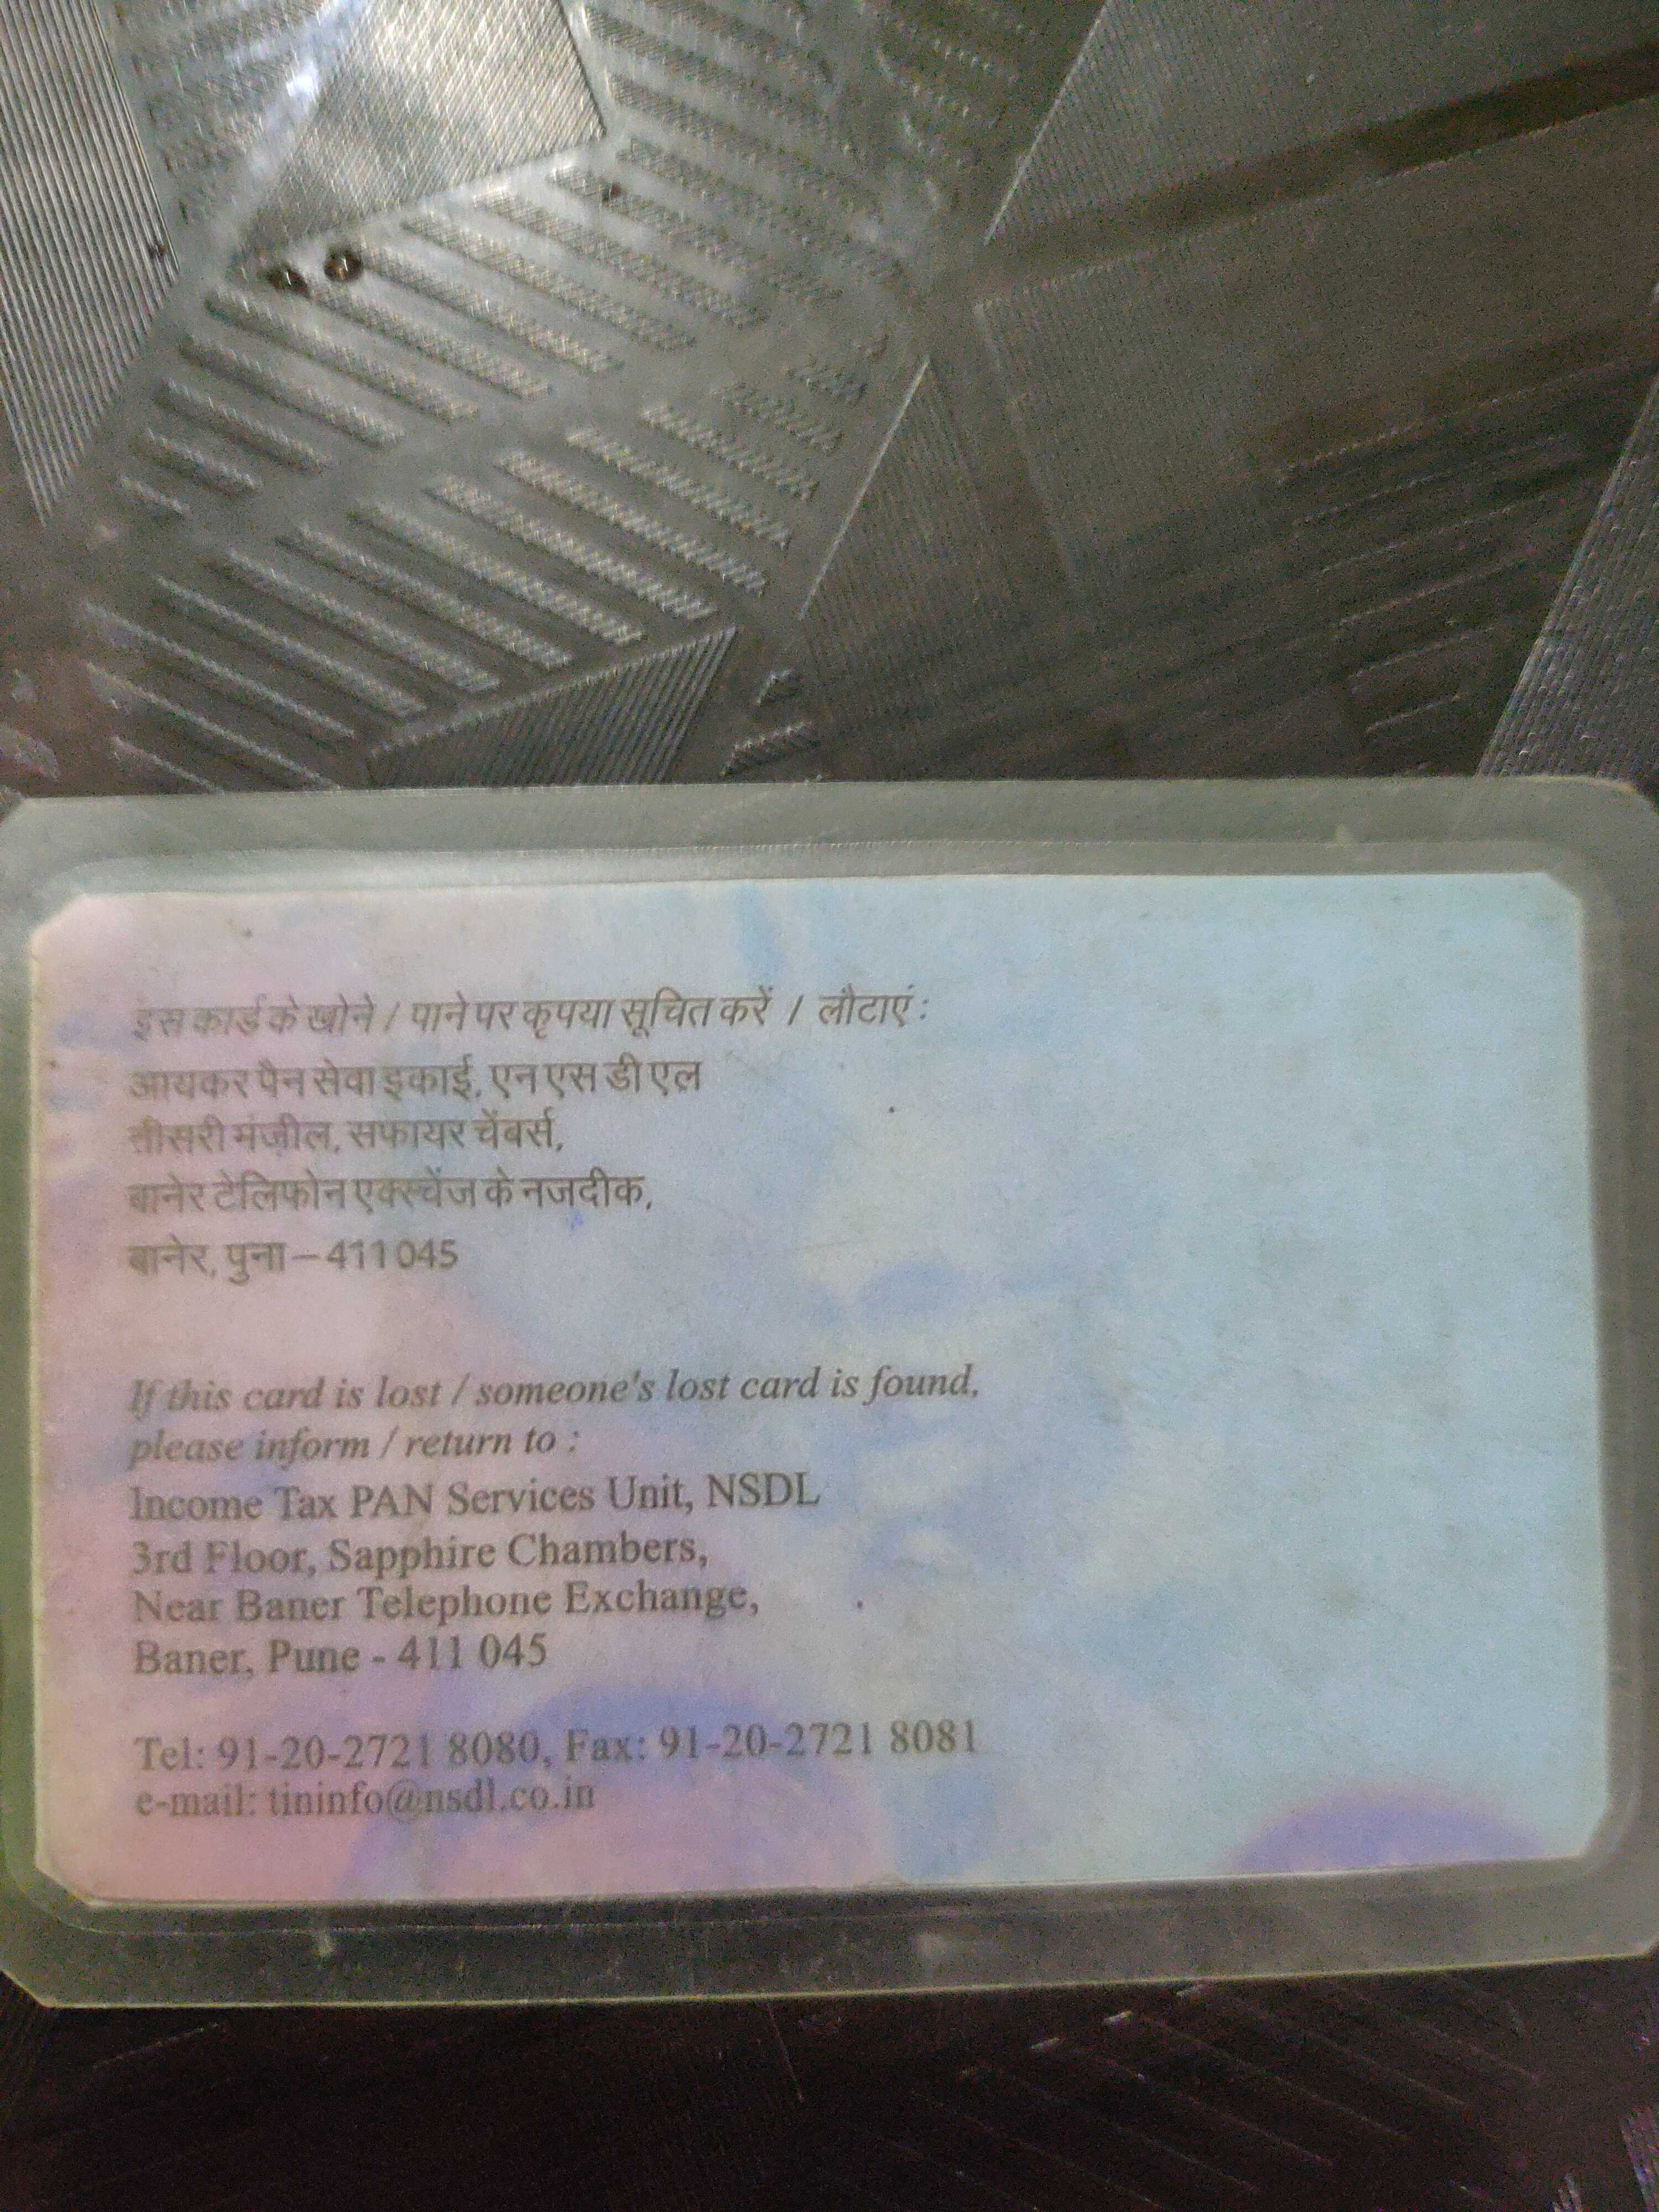 इस कार्ड के खोने / पाने पर कृपया सूचित करें / लौटाएं :
आयकर पैन सेवा इकाई, एन एस डी एल
तीसरी मंज़ील, सफायर चेंबर्स,
बानेर टेलिफोन एक्स्चेंज के नजदीक,
बानेर, पुना – 411 045
If this card is lost / someone's lost card is found,
please inform / return to :
Income Tax PAN Services Unit, NSDL
3rd Floor, Sapphire Chambers,
Near Baner Telephone Exchange,
Baner, Pune - 411 045
Tel: 91-20-2721 8080, Fax: 91-20-2721 8081
e-mail: tininfo@nsdl.co.in